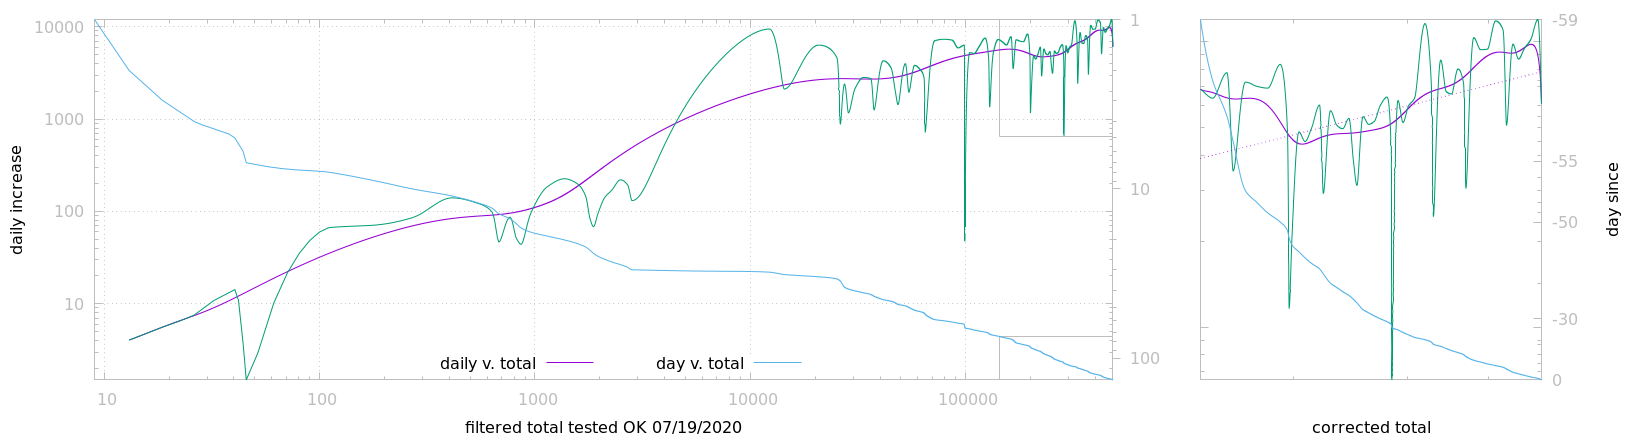 10000
1000
100
10
daily increase
10
100
1000
10000
100000
filtered total tested OK 07/19/2020
daily v. total
day v. total
1
10
100
-59
-55
-50
-30
0
day since
corrected total